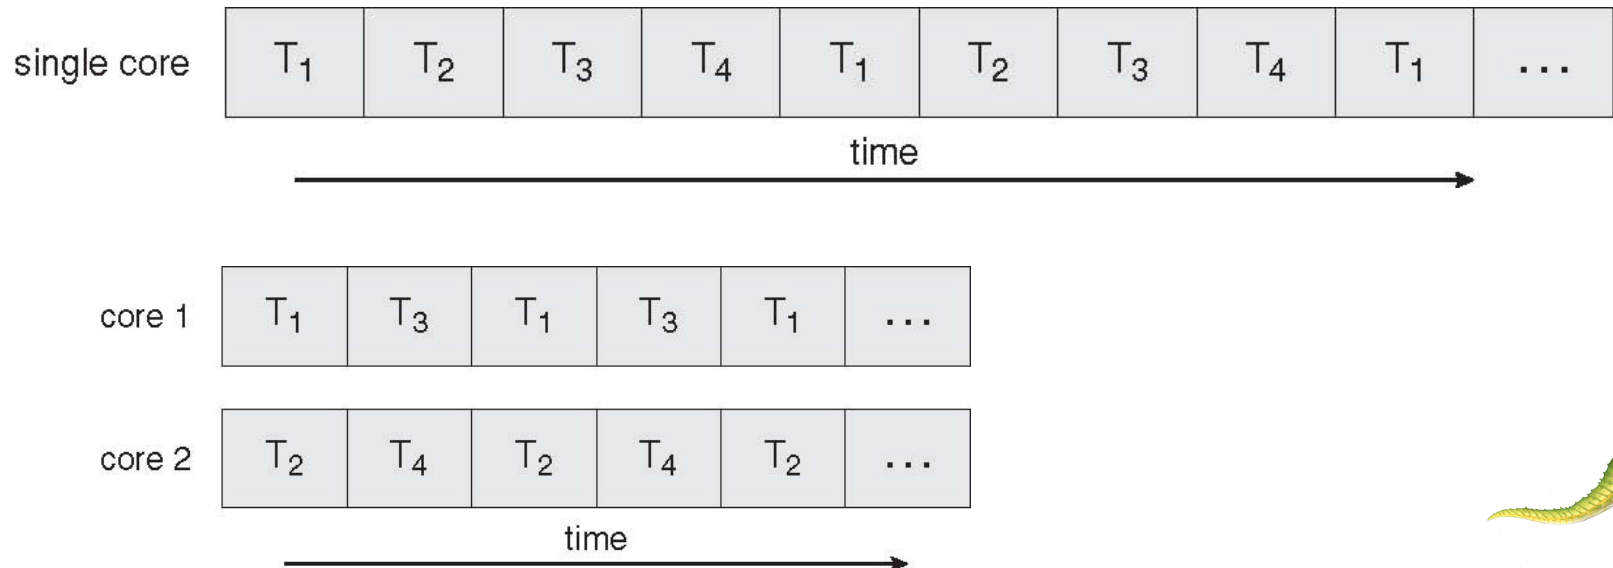 single core T₁ T₂ T₃ T₄ T₁ T₂ T₃ T₄ T₁ ...
time
core 1 T₁ T₃ T₁ T₃ T₁ ...
core 2 T₂ T₄ T₂ T₄ T₂ ...
time